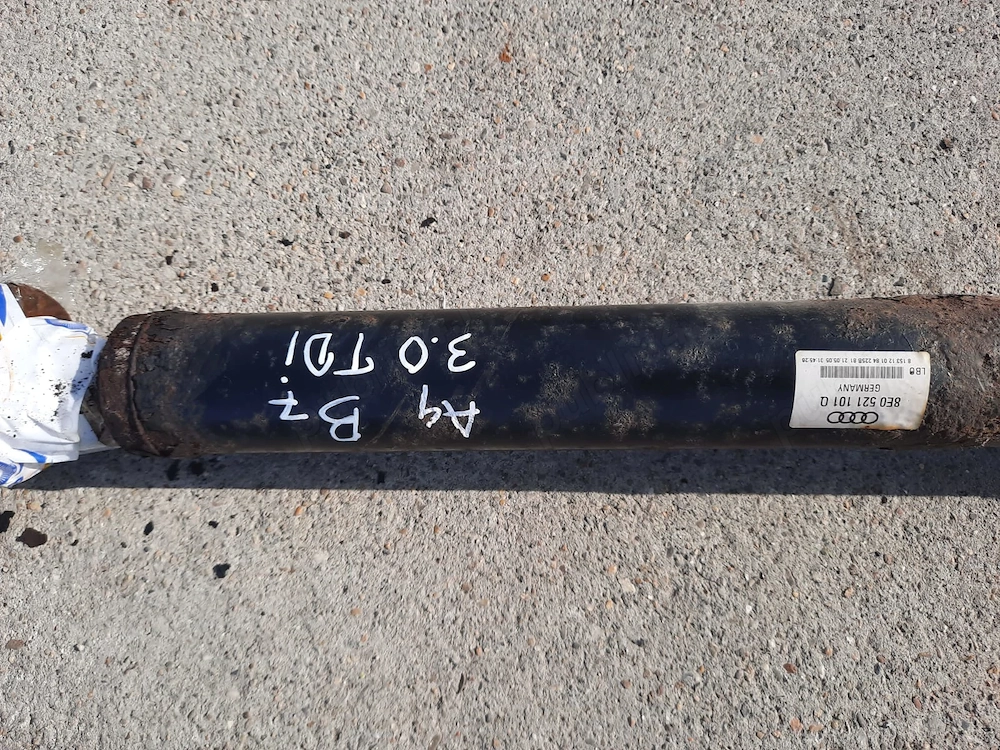 A4 B7
3.0 TDi
8E0 521 101 Q
GERMANY
LB0